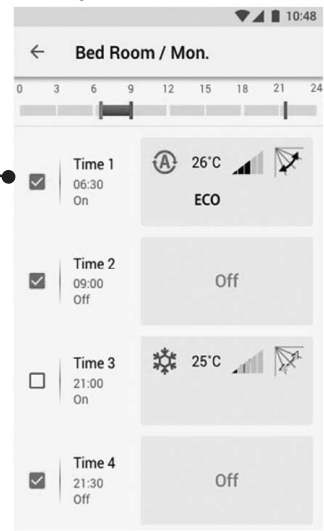 10:48
← Bed Room / Mon.
0 3 6 9 12 15 18 21 24
Time 1
06:30
On
A 26°C
ECO
Time 2
09:00
Off
Off
Time 3
21:00
On
25°C
Time 4
21:30
Off
Off